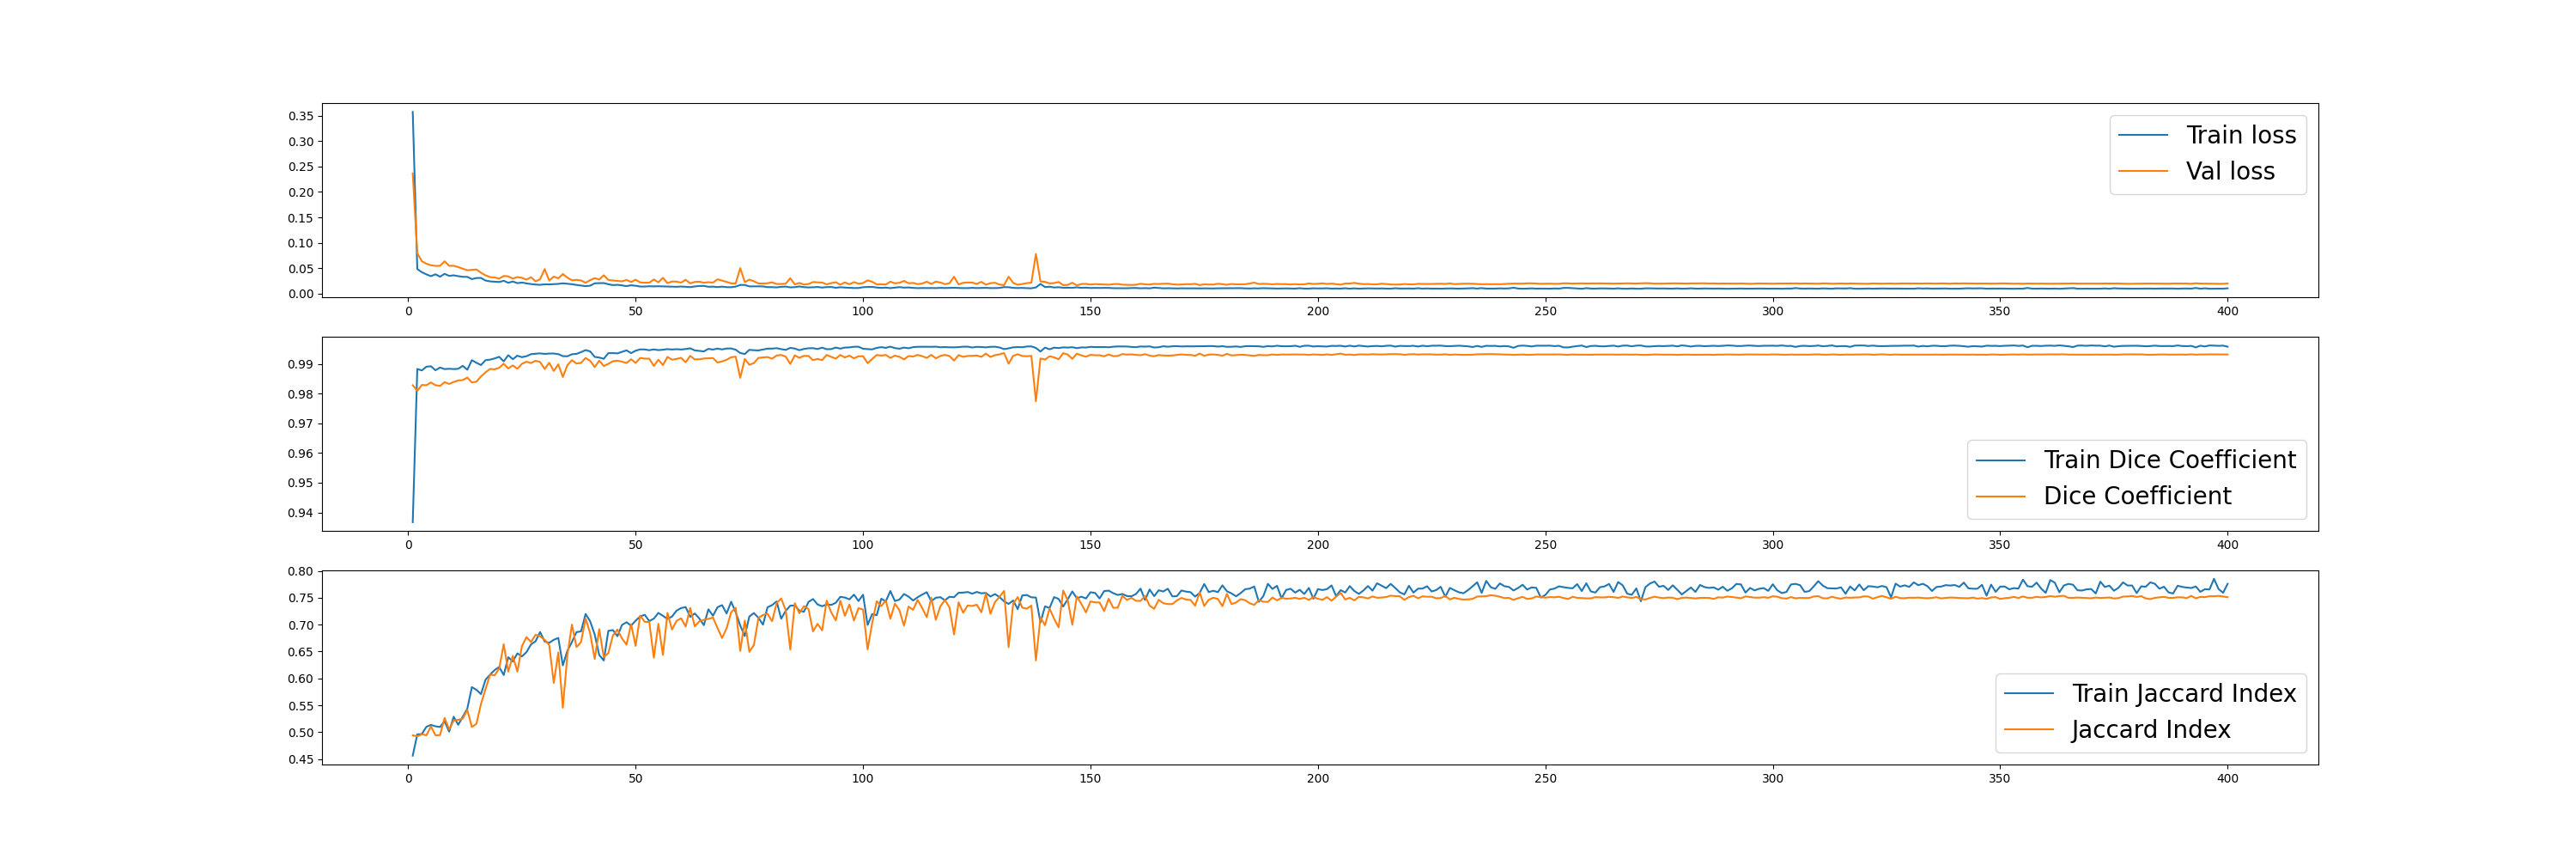 0.35
0.30
0.25
0.20
0.15
0.10
0.05
0.00
Train loss
Val loss
0 50 100 150 200 250 300 350 400
0.99
0.98
0.97
0.96
0.95
0.94
Train Dice Coefficient
Dice Coefficient
0 50 100 150 200 250 300 350 400
0.80
0.75
0.70
0.65
0.60
0.55
0.50
0.45
Train Jaccard Index
Jaccard Index
0 50 100 150 200 250 300 350 400